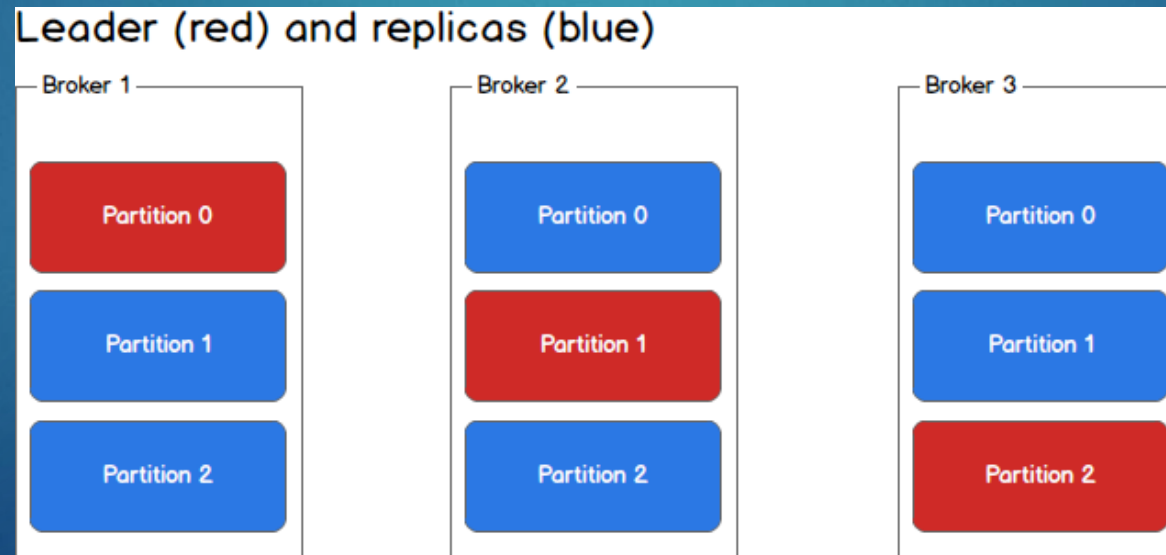 Leader (red) and replicas (blue)
Broker 1
Broker 2
Broker 3
Partition 0
Partition 0
Partition 0
Partition 1
Partition 1
Partition 1
Partition 2
Partition 2
Partition 2